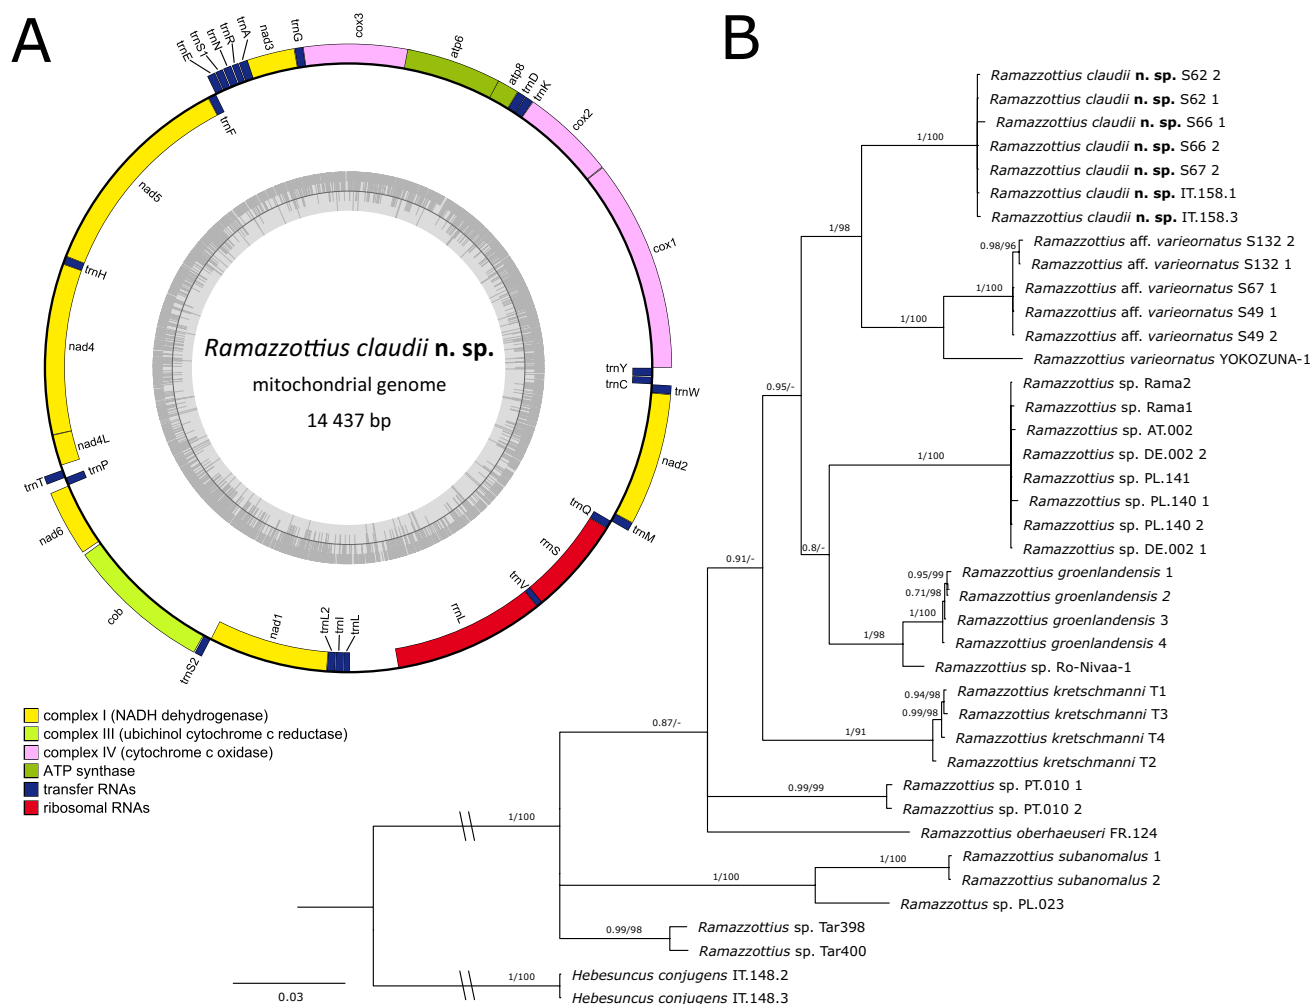 A
trnE
trnS1
trnN
trnR
trnA
nad3
trnG
cox3
atp6
atp8
trnD
trnK
cox2
cox1
trnF
nad5
trnH
nad4
nad4L
trnT
trnP
nad6
cob
trnS2
nad1
trnL2
trnI
trnL
rrnL
trnV
rrnS
trnQ
trnM
nad2
trnW
trnC
trnY
Ramazzottius claudii n. sp.
mitochondrial genome
14 437 bp
complex I (NADH dehydrogenase)
complex III (ubichinol cytochrome c reductase)
complex IV (cytochrome c oxidase)
ATP synthase
transfer RNAs
ribosomal RNAs
B
Ramazzottius claudii n. sp. S62 2
Ramazzottius claudii n. sp. S62 1
Ramazzottius claudii n. sp. S66 1
1/100
Ramazzottius claudii n. sp. S66 2
Ramazzottius claudii n. sp. S67 2
Ramazzottius claudii n. sp. IT.158.1
Ramazzottius claudii n. sp. IT.158.3
1/98
Ramazzottius aff. varieornatus S132 2
0.98/96
Ramazzottius aff. varieornatus S132 1
Ramazzottius aff. varieornatus S67 1
1/100
Ramazzottius aff. varieornatus S49 1
1/100
Ramazzottius aff. varieornatus S49 2
Ramazzottius varieornatus YOKOZUNA-1
0.95/-
Ramazzottius sp. Rama2
Ramazzottius sp. Rama1
Ramazzottius sp. AT.002
Ramazzottius sp. DE.002 2
1/100
Ramazzottius sp. PL.141
Ramazzottius sp. PL.140 1
Ramazzottius sp. PL.140 2
Ramazzottius sp. DE.002 1
0.8/-
0.91/-
Ramazzottius groenlandensis 1
0.95/99
Ramazzottius groenlandensis 2
0.71/98
Ramazzottius groenlandensis 3
1/100
Ramazzottius groenlandensis 4
1/98
Ramazzottius sp. Ro-Nivaa-1
Ramazzottius kretschmanni T1
0.94/98
Ramazzottius kretschmanni T3
0.99/98
Ramazzottius kretschmanni T4
1/91
Ramazzottius kretschmanni T2
0.87/-
Ramazzottius sp. PT.010 1
0.99/99
Ramazzottius sp. PT.010 2
1/100
Ramazzottius oberhaeuseri FR.124
Ramazzottius subanomalus 1
1/100
Ramazzottius subanomalus 2
1/100
Ramazzottus sp. PL.023
Ramazzottius sp. Tar398
0.99/98
Ramazzottius sp. Tar400
Hebesuncus conjugens IT.148.2
1/100
Hebesuncus conjugens IT.148.3
0.03